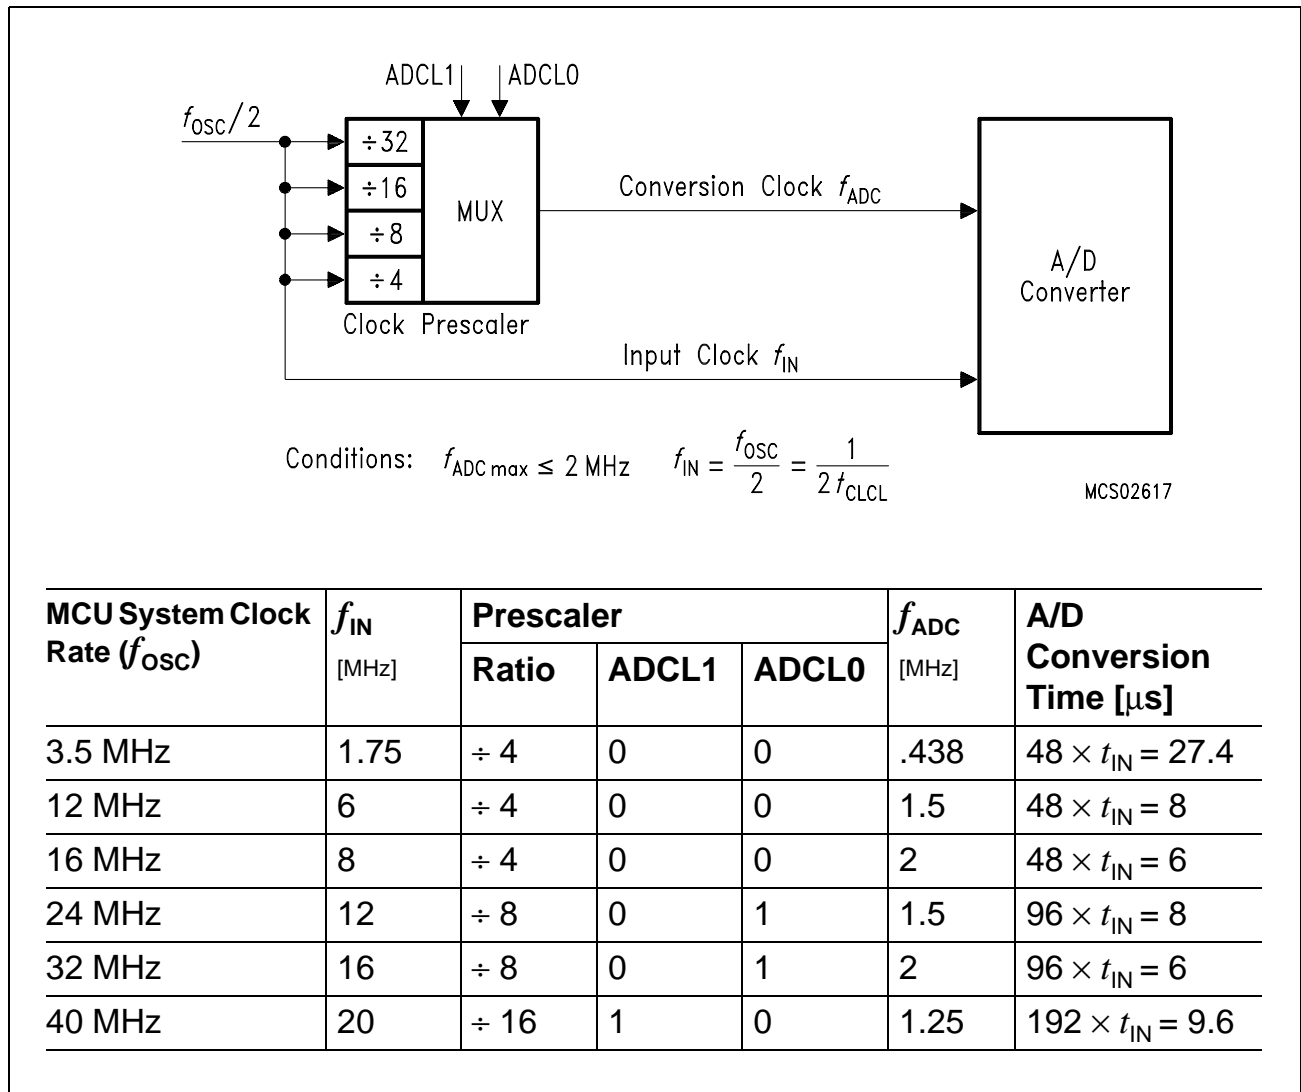 ADCL1 ADCL0
fOSC/2
÷32
÷16
÷8
÷4
MUX
Clock Prescaler
Conversion Clock fADC
Input Clock fIN
A/D
Converter
Conditions: fADC max ≤ 2 MHz fIN = fOSC/2 = 1/2 tCLCL
MCS02617
MCU System Clock Rate (fOSC) | fIN [MHz] | Prescaler | fADC [MHz] | A/D Conversion Time [μs]
Ratio | ADCL1 | ADCL0
3.5 MHz | 1.75 | ÷ 4 | 0 | 0 | .438 | 48 × tIN = 27.4
12 MHz | 6 | ÷ 4 | 0 | 0 | 1.5 | 48 × tIN = 8
16 MHz | 8 | ÷ 4 | 0 | 0 | 2 | 48 × tIN = 6
24 MHz | 12 | ÷ 8 | 0 | 1 | 1.5 | 96 × tIN = 8
32 MHz | 16 | ÷ 8 | 0 | 1 | 2 | 96 × tIN = 6
40 MHz | 20 | ÷ 16 | 1 | 0 | 1.25 | 192 × tIN = 9.6